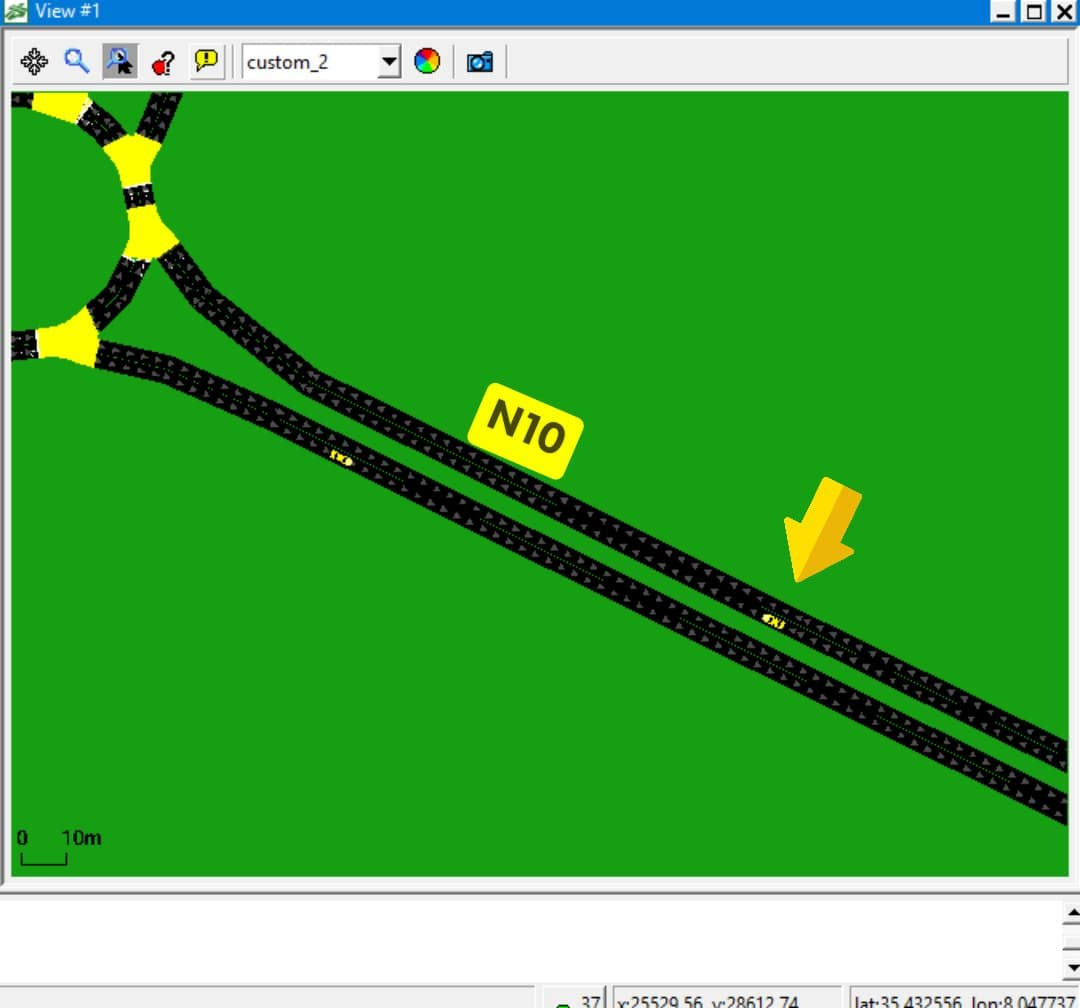 View #1
custom_2
N10
0 10m
37
x:25529.56, y:28612.74
lat:35.432556, lon:8.047737